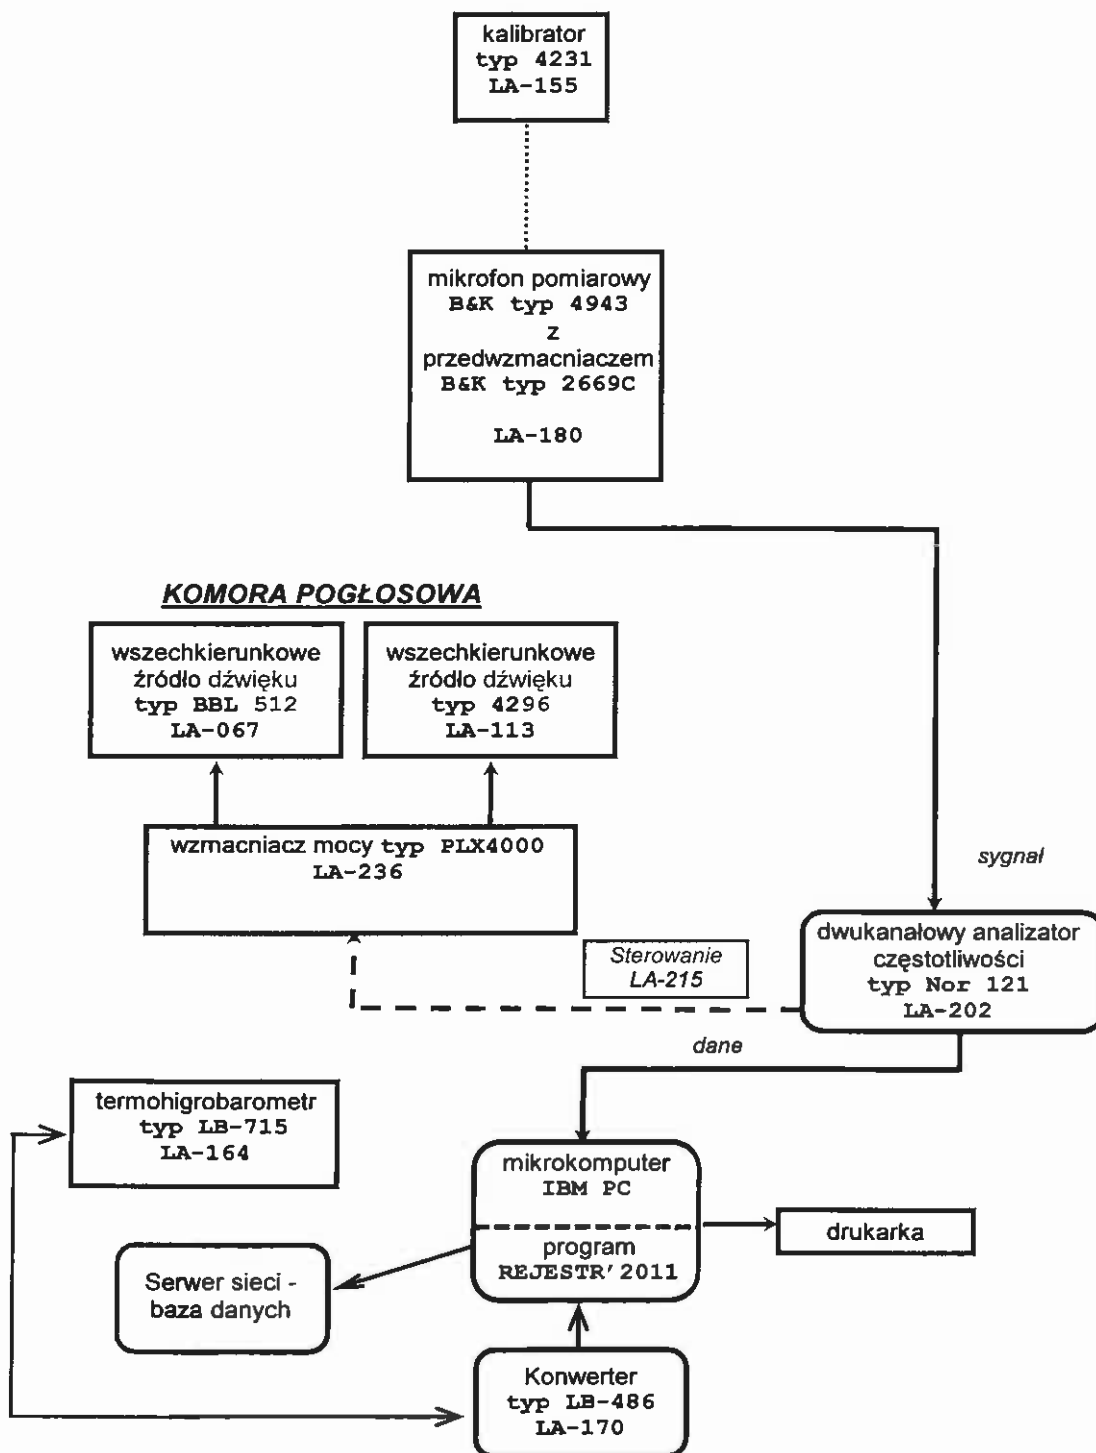 kalibrator
typ 4231
LA-155
mikrofon pomiarowy
B&K typ 4943
z
przedwzmacniaczem
B&K typ 2669C
LA-180
KOMORA POGŁOSOWA
wszechkierunkowe
źródło dźwięku
typ BBL 512
LA-067
wszechkierunkowe
źródło dźwięku
typ 4296
LA-113
wzmacniacz mocy typ PLX4000
LA-236
sygnał
dwukanałowy analizator
częstotliwości
typ Nor 121
LA-202
Sterowanie
LA-215
dane
termohigrobarometr
typ LB-715
LA-164
mikrokomputer
IBM PC
program
REJESTR'2011
drukarka
Serwer sieci -
baza danych
Konwerter
typ LB-486
LA-170